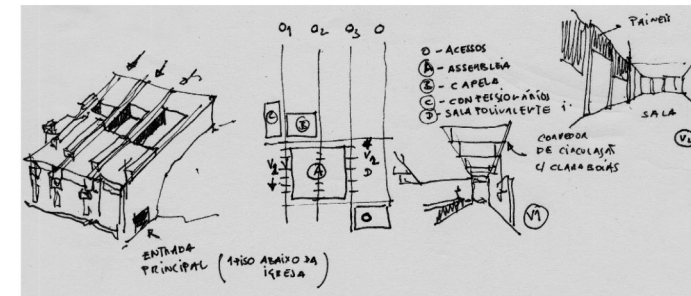 ENTRADA
PRINCIPAL
(1 PISO ABAIXO DA
IGREJA)
O1 O2 O3 O
C
B
V2
V2
A
D
O
O - ACESSOS
A - ASSEMBLEIA
B - CAPELA
C - CONFESSIONÁRIOS
D - SALA POLIVALENTE
CORREDOR
DE CIRCULAÇÃO
C/ CLARABOIAS
V1
PAINEIS
SALA